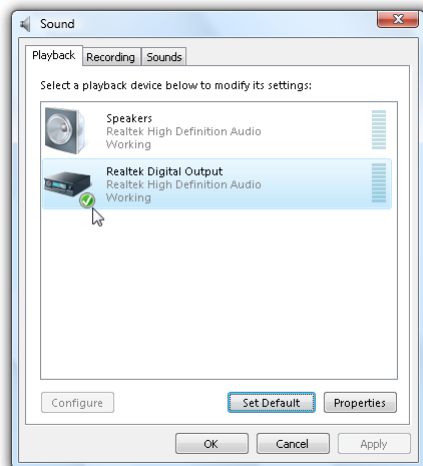 Sound
Playback Recording Sounds
Select a playback device below to modify its settings:
Speakers
Realtek High Definition Audio
Working
Realtek Digital Output
Realtek High Definition Audio
Working
Configure Set Default Properties
OK Cancel Apply